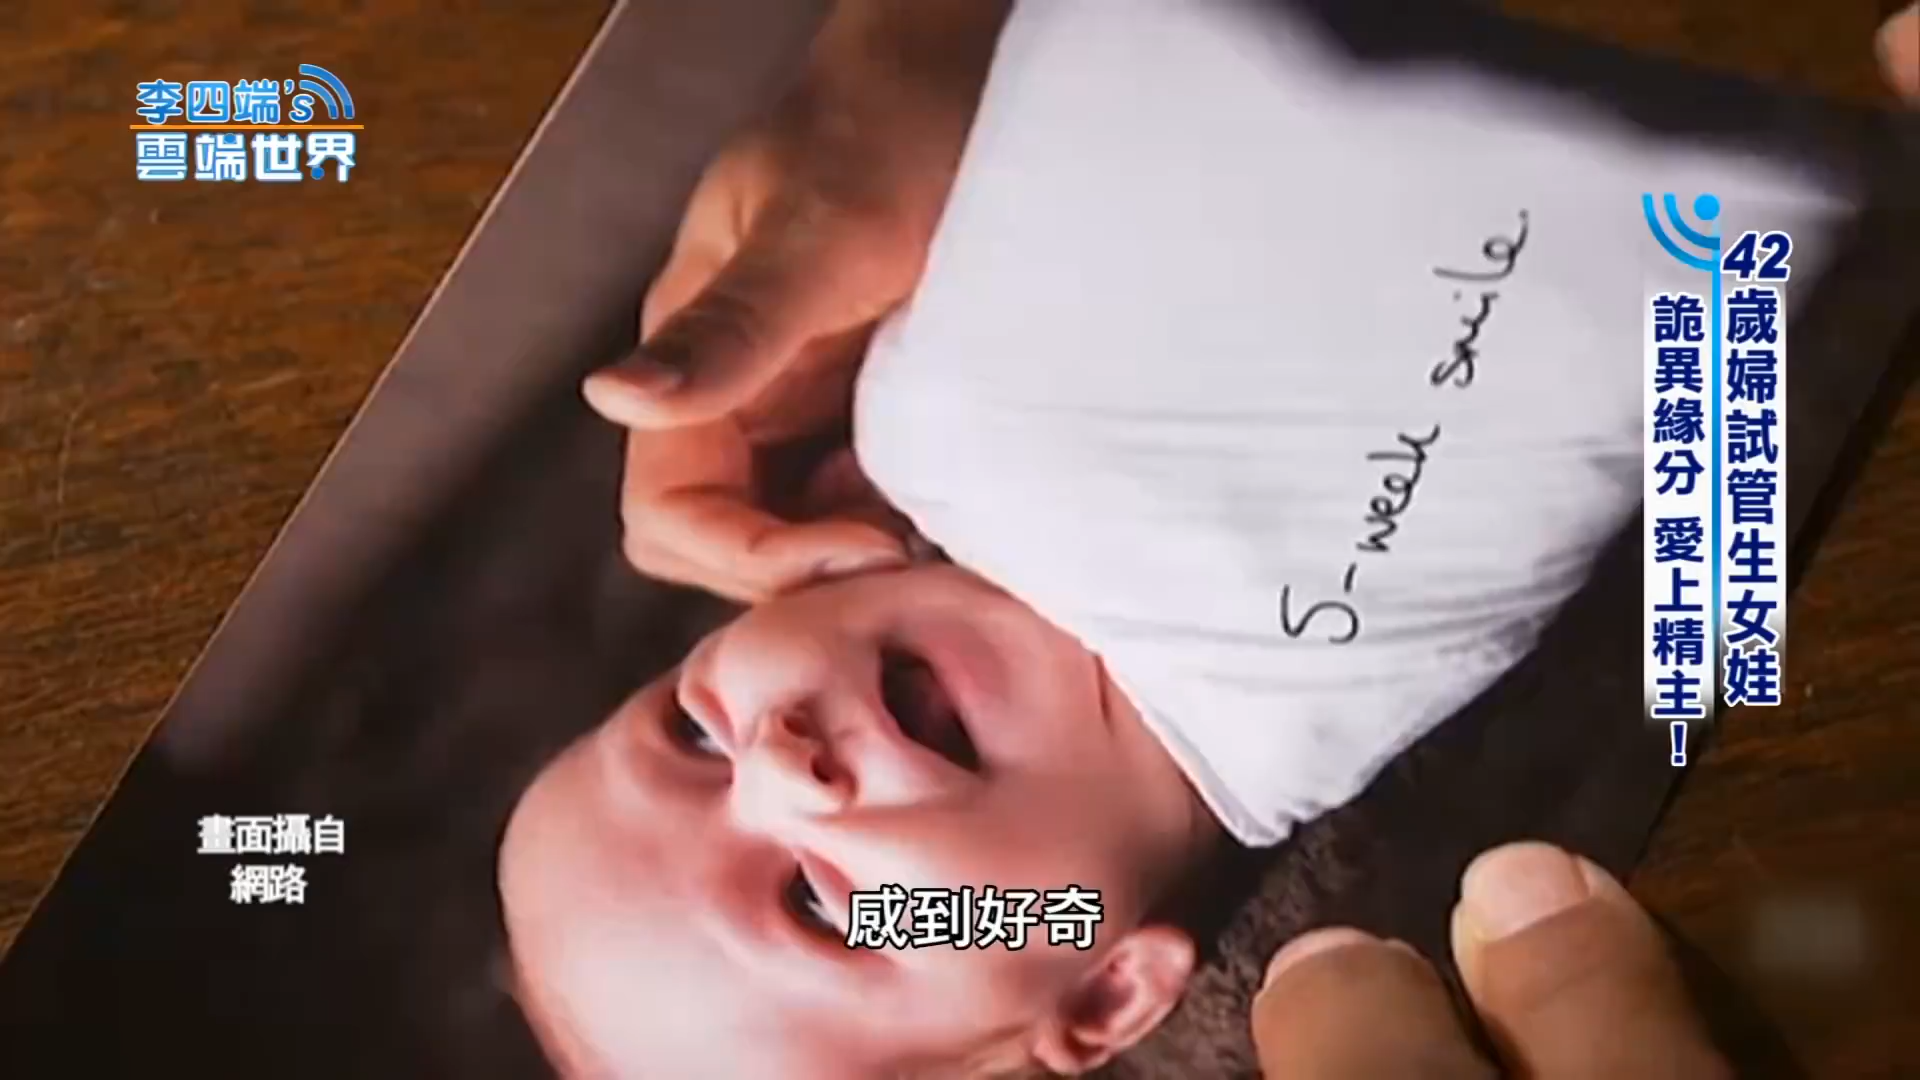 李四端's
雲端世界
42歲婦試管生女娃
詭異緣分 愛上精主！
5-week smile
畫面攝自
網路
感到好奇